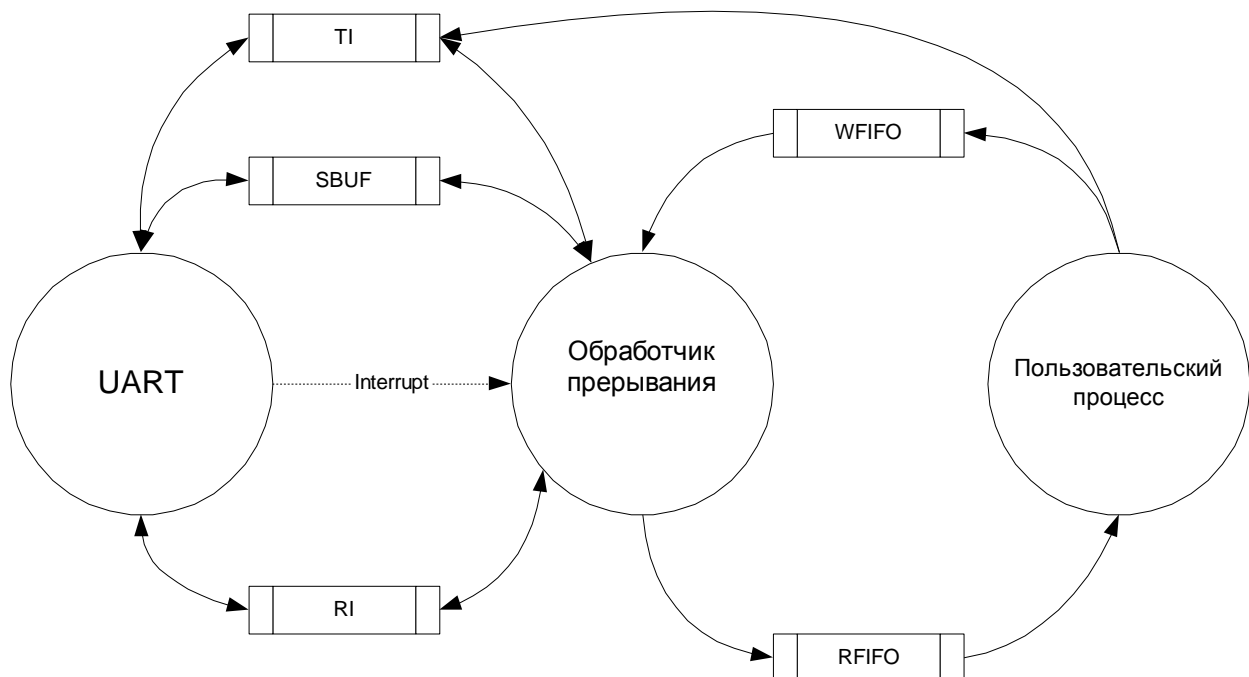 TI
WFIFO
SBUF
UART
Interrupt
Обработчик
прерывания
Пользовательский
процесс
RI
RFIFO